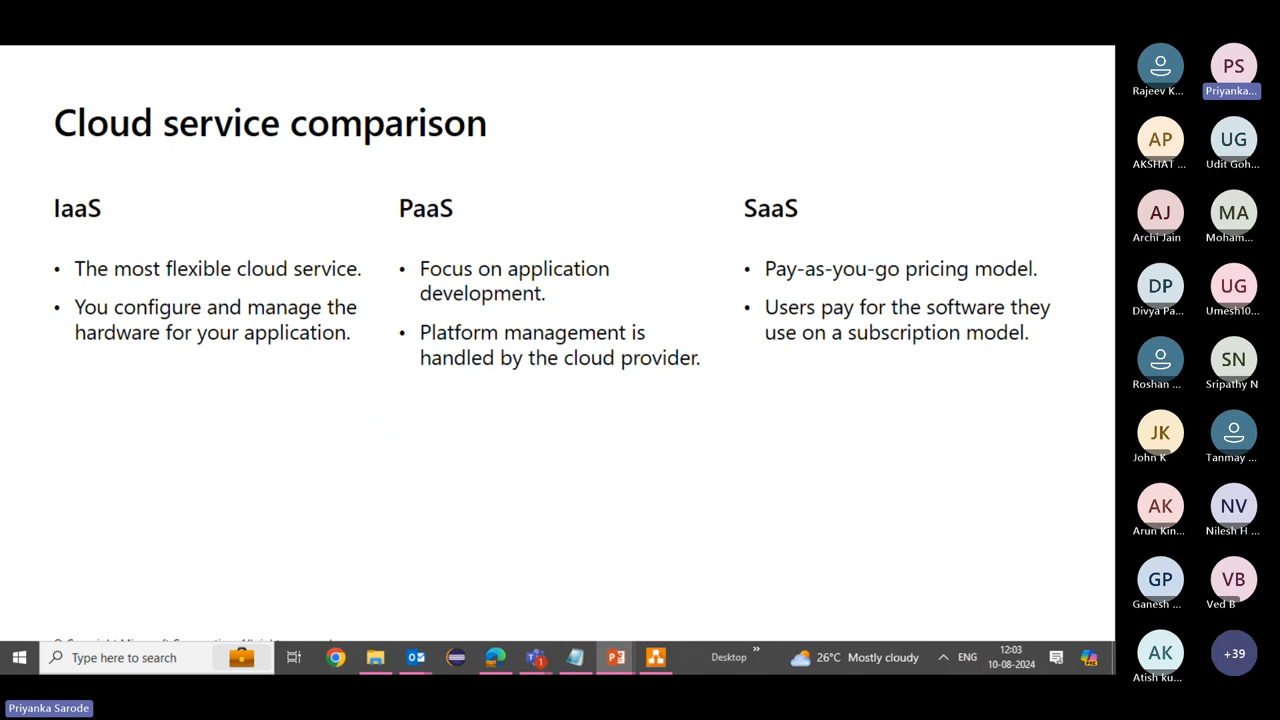 Cloud service comparison
IaaS
• The most flexible cloud service.
• You configure and manage the
hardware for your application.
PaaS
• Focus on application
development.
• Platform management is
handled by the cloud provider.
SaaS
• Pay-as-you-go pricing model.
• Users pay for the software they
use on a subscription model.
Type here to search
1
Desktop
»
26°C Mostly cloudy
ENG
12:03
10-08-2024
Priyanka Sarode
Rajeev K...
PS
Priyanka...
AP
AKSHAT ...
UG
Udit Goh...
AJ
Archi Jain
MA
Moham...
DP
Divya Pa...
UG
Umesh10...
Roshan ...
SN
Sripathy N
JK
John K
Tanmay ...
AK
Arun Kin...
NV
Nilesh H ...
GP
Ganesh ...
VB
Ved B
AK
Atish ku...
+39